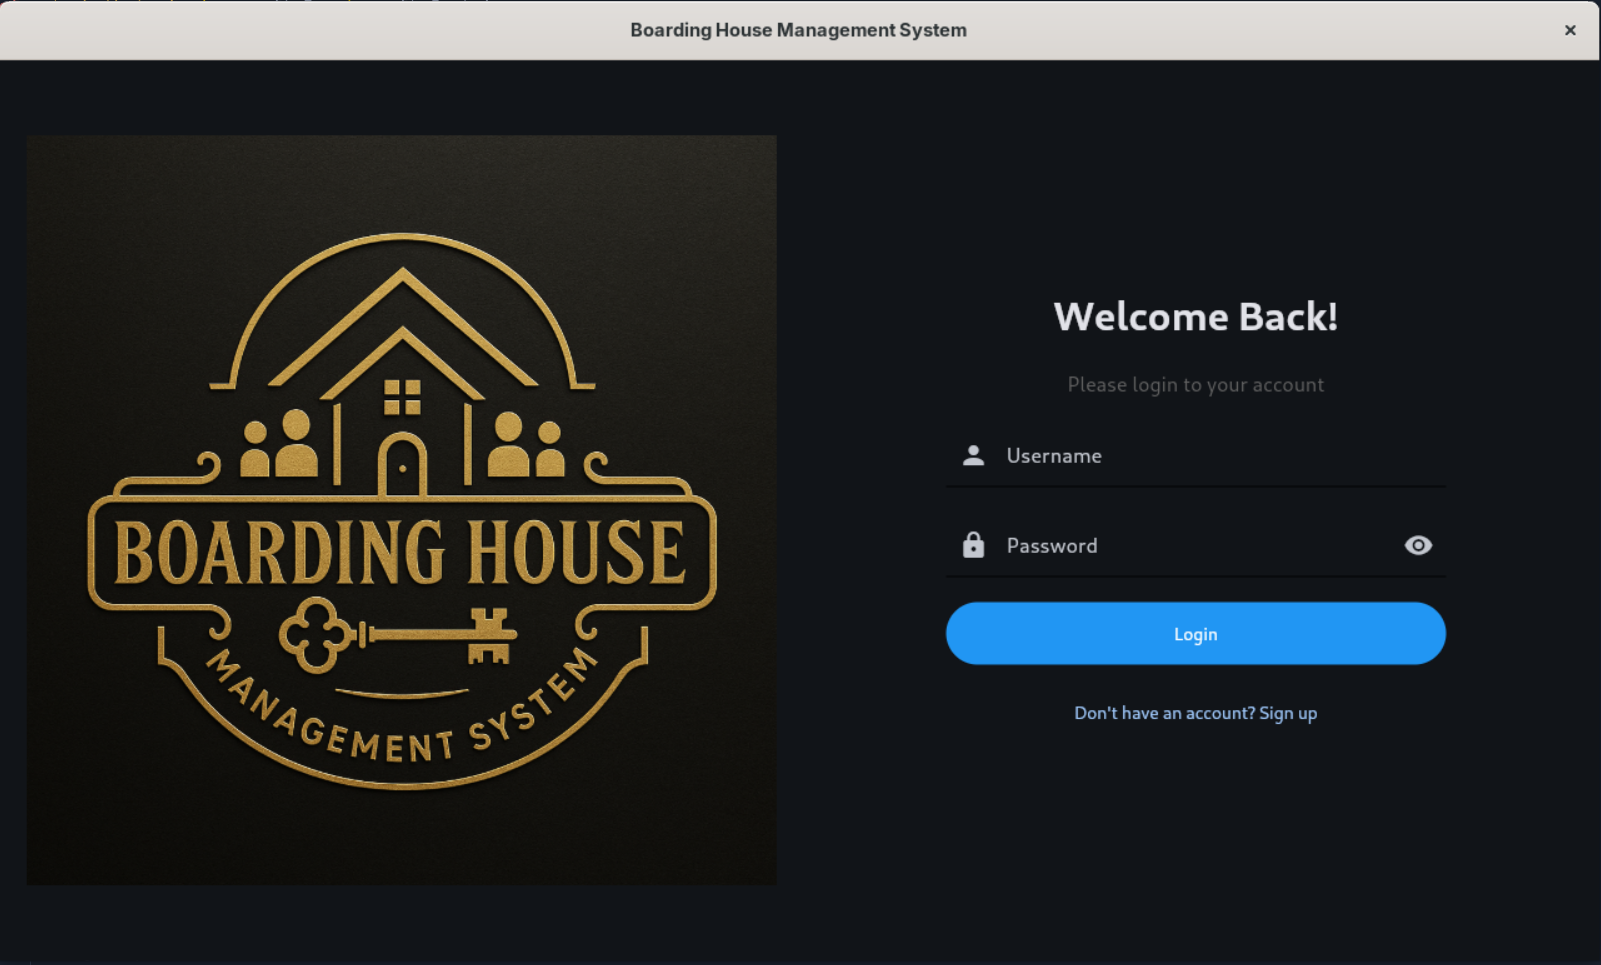 Boarding House Management System
×
BOARDING HOUSE
MANAGEMENT SYSTEM
Welcome Back!
Please login to your account
Username
Password
Login
Don't have an account? Sign up